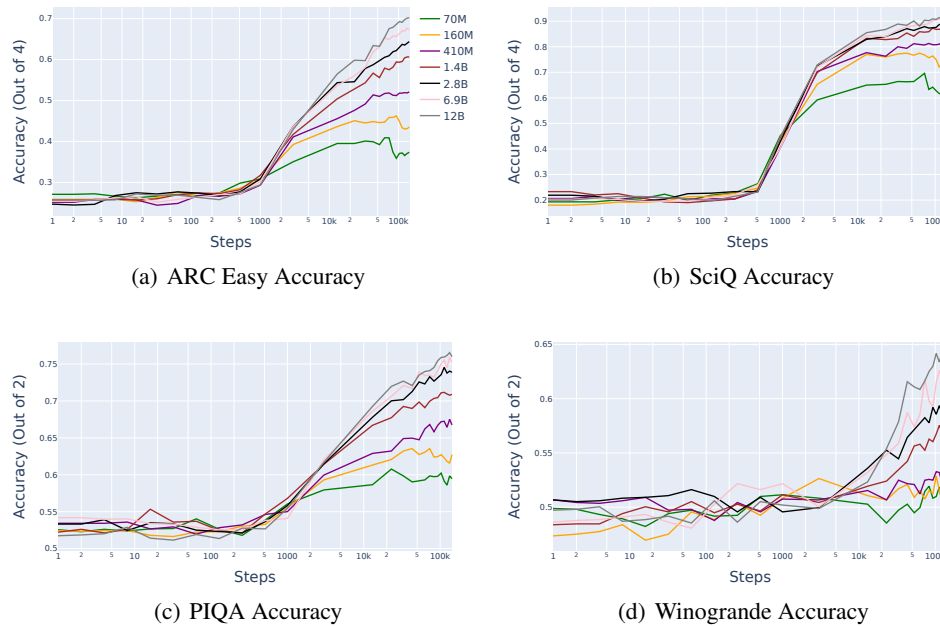 Accuracy (Out of 4)
0.7
0.6
0.5
0.4
0.3
1 2 5 10 2 5 100 2 5 1000 2 5 10k 2 5 100k
Steps
70M
160M
410M
1.4B
2.8B
6.9B
12B
(a) ARC Easy Accuracy
Accuracy (Out of 4)
0.9
0.8
0.7
0.6
0.5
0.4
0.3
0.2
1 2 5 10 2 5 100 2 5 1000 2 5 10k 2 5 100k
Steps
(b) SciQ Accuracy
Accuracy (Out of 2)
0.75
0.7
0.65
0.6
0.55
0.5
1 2 5 10 2 5 100 2 5 1000 2 5 10k 2 5 100k
Steps
(c) PIQA Accuracy
Accuracy (Out of 2)
0.65
0.6
0.55
0.5
1 2 5 10 2 5 100 2 5 1000 2 5 10k 2 5 100k
Steps
(d) Winogrande Accuracy